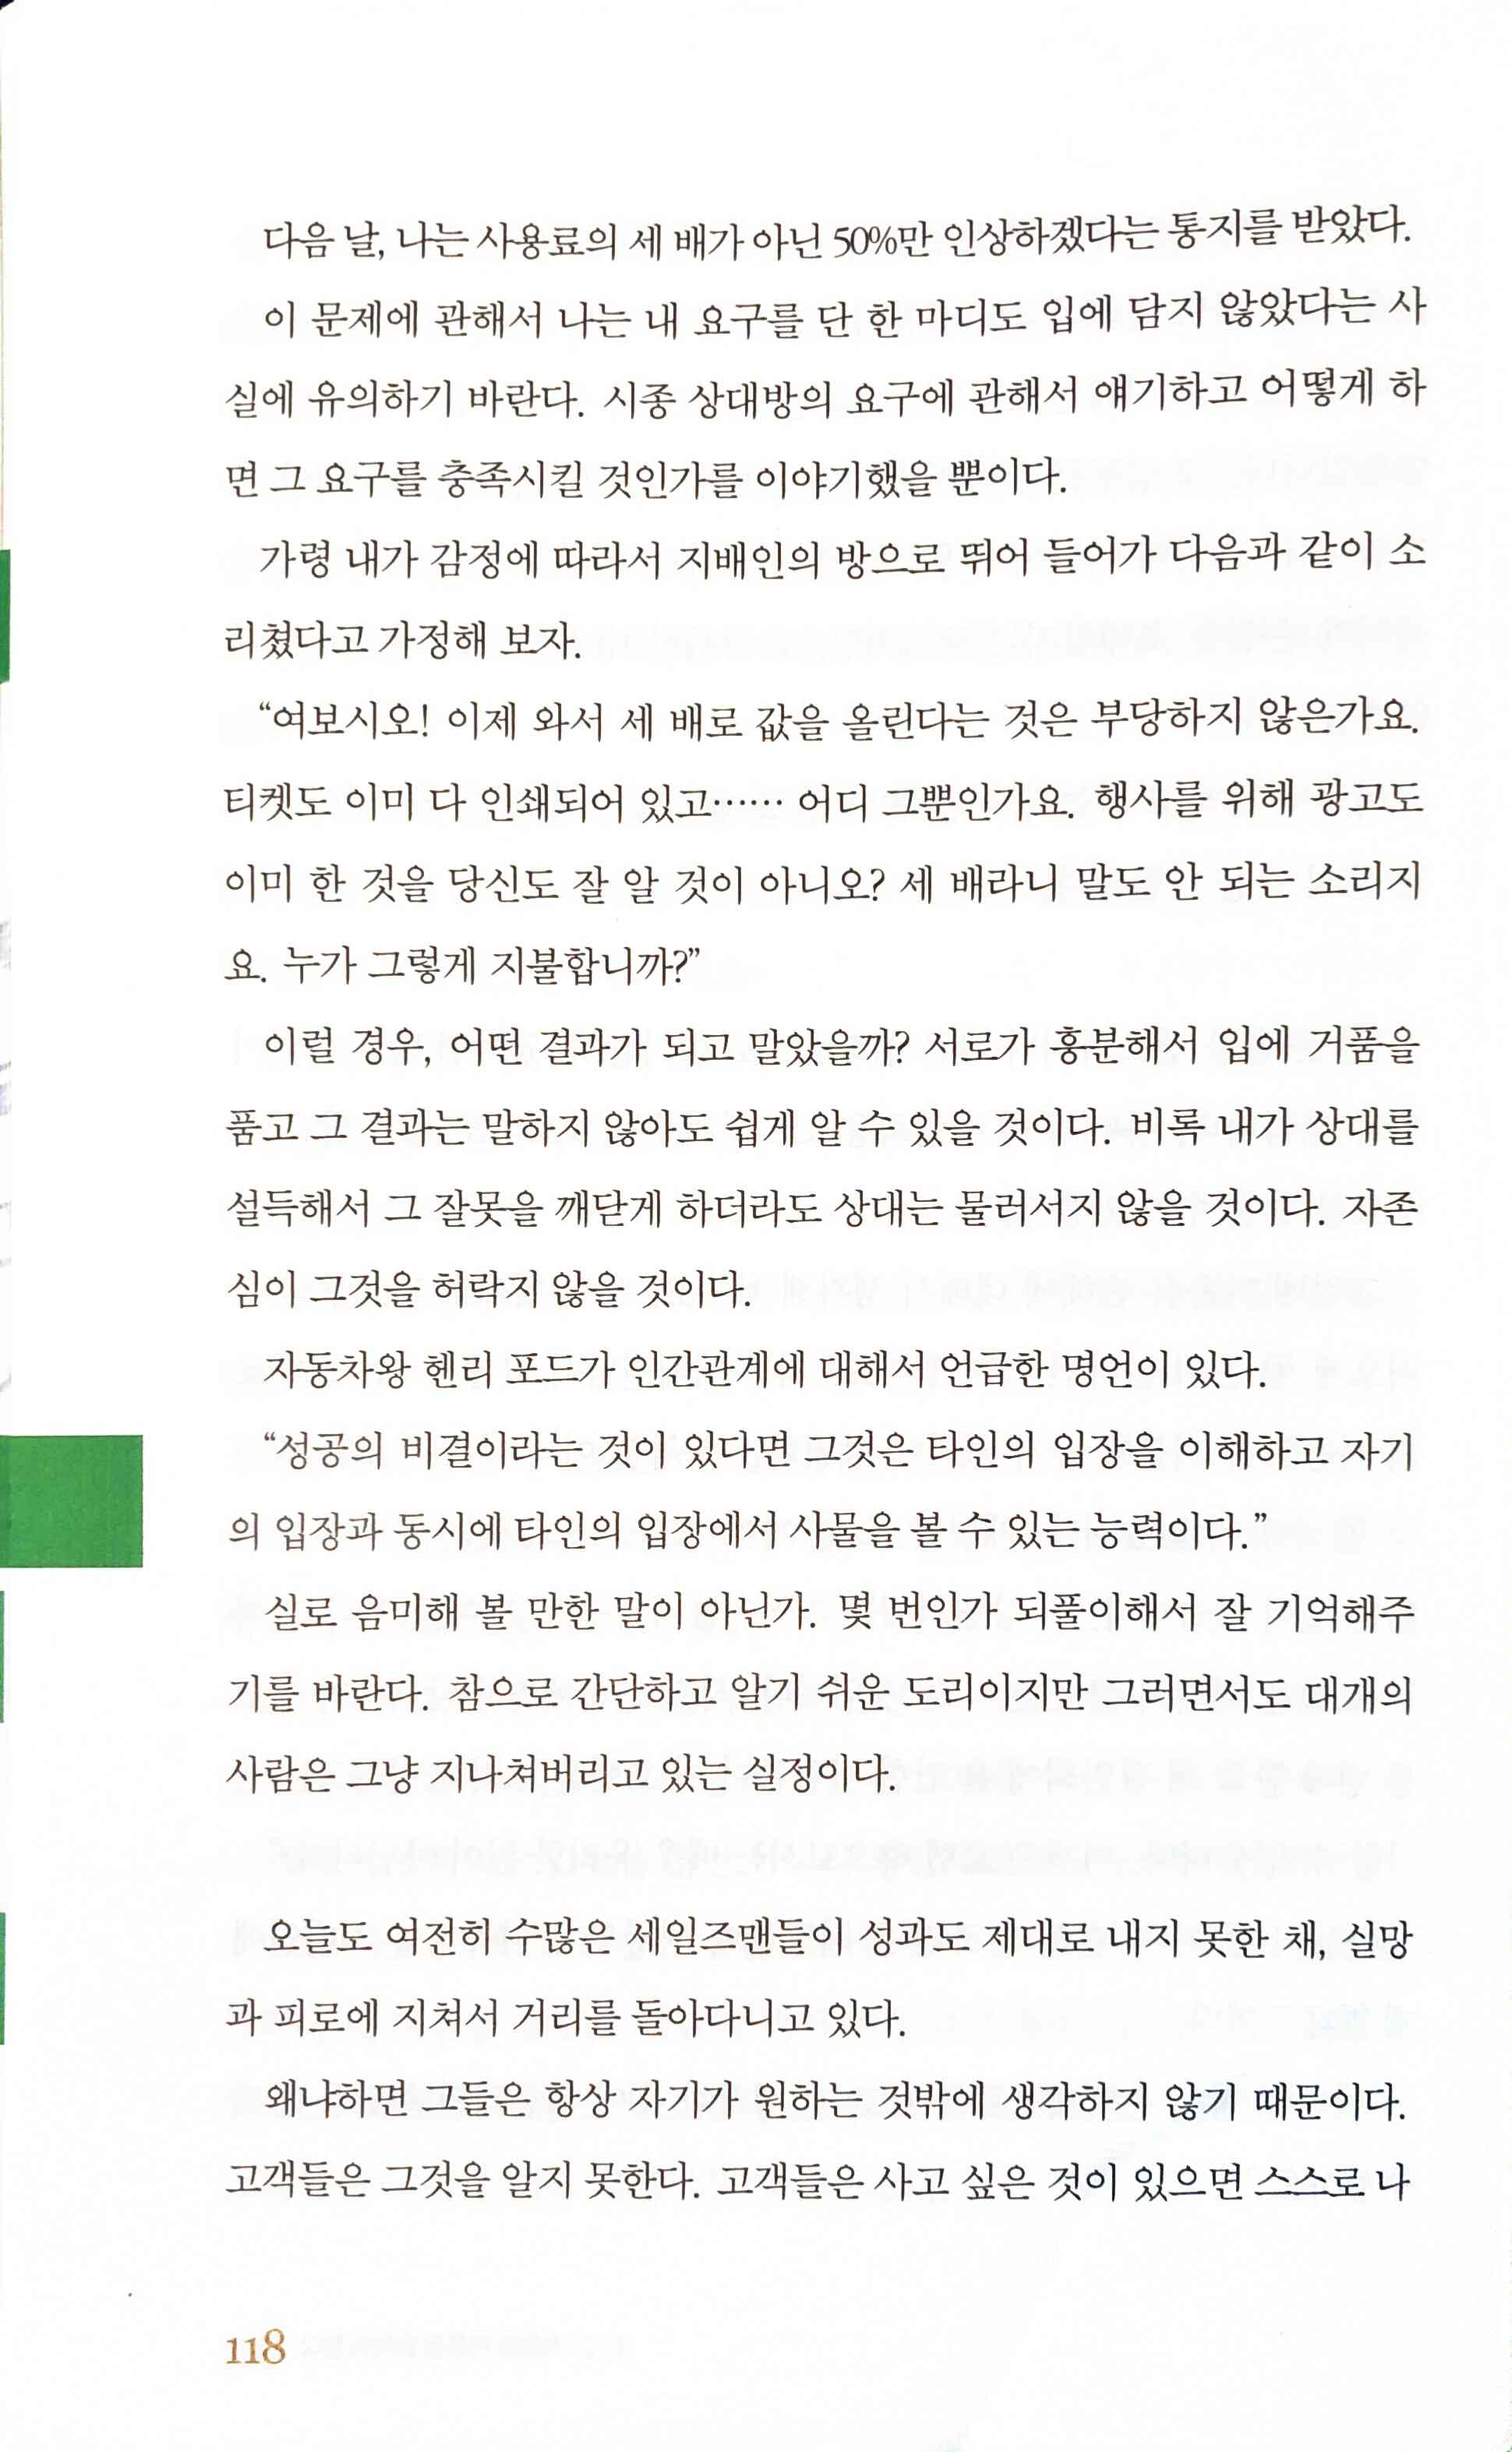 다음 날, 나는 사용료의 세 배가 아닌 50%만 인상하겠다는 통지를 받았다.
이 문제에 관해서 나는 내 요구를 단 한 마디도 입에 담지 않았다는 사
실에 유의하기 바란다. 시종 상대방의 요구에 관해서 얘기하고 어떻게 하
면 그 요구를 충족시킬 것인가를 이야기했을 뿐이다.
가령 내가 감정에 따라서 지배인의 방으로 뛰어 들어가 다음과 같이 소
리쳤다고 가정해 보자.
“여보시오! 이제 와서 세 배로 값을 올린다는 것은 부당하지 않은가요.
티켓도 이미 다 인쇄되어 있고…… 어디 그뿐인가요. 행사를 위해 광고도
이미 한 것을 당신도 잘 알 것이 아니오? 세 배라니 말도 안 되는 소리지
요. 누가 그렇게 지불합니까?”
이럴 경우, 어떤 결과가 되고 말았을까? 서로가 흥분해서 입에 거품을
품고 그 결과는 말하지 않아도 쉽게 알 수 있을 것이다. 비록 내가 상대를
설득해서 그 잘못을 깨닫게 하더라도 상대는 물러서지 않을 것이다. 자존
심이 그것을 허락지 않을 것이다.
자동차왕 헨리 포드가 인간관계에 대해서 언급한 명언이 있다.
“성공의 비결이라는 것이 있다면 그것은 타인의 입장을 이해하고 자기
의 입장과 동시에 타인의 입장에서 사물을 볼 수 있는 능력이다.”
실로 음미해 볼 만한 말이 아닌가. 몇 번인가 되풀이해서 잘 기억해주
기를 바란다. 참으로 간단하고 알기 쉬운 도리이지만 그러면서도 대개의
사람은 그냥 지나쳐버리고 있는 실정이다.
오늘도 여전히 수많은 세일즈맨들이 성과도 제대로 내지 못한 채, 실망
과 피로에 지쳐서 거리를 돌아다니고 있다.
왜냐하면 그들은 항상 자기가 원하는 것밖에 생각하지 않기 때문이다.
고객들은 그것을 알지 못한다. 고객들은 사고 싶은 것이 있으면 스스로 나
118